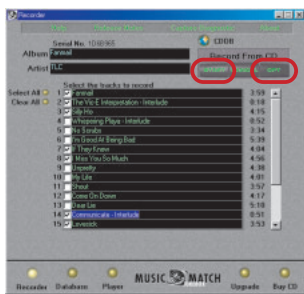 Recorder
Serial No. 1D68965
CDDB
Album Fanmail
Record From CD
Artist TLC
Select the tracks to record
Select All
Clear All
1 Fanmail 3:59
2 The Vic-E Interpretation - Interlude 0:18
3 Silly Ho 4:15
4 Whispering Playa - Interlude 0:52
5 No Scrubs 3:34
6 I'm Good At Being Bad 5:39
7 If They Knew 4:04
8 I Miss You So Much 4:56
9 Unpretty 4:38
10 My Life 4:01
11 Shout 3:57
12 Come On Down 4:17
13 Dear Lie 5:10
14 Communicate - Interlude 0:51
15 Lovesick 3:53
Recorder Database Player MUSIC MATCH Upgrade Buy CD